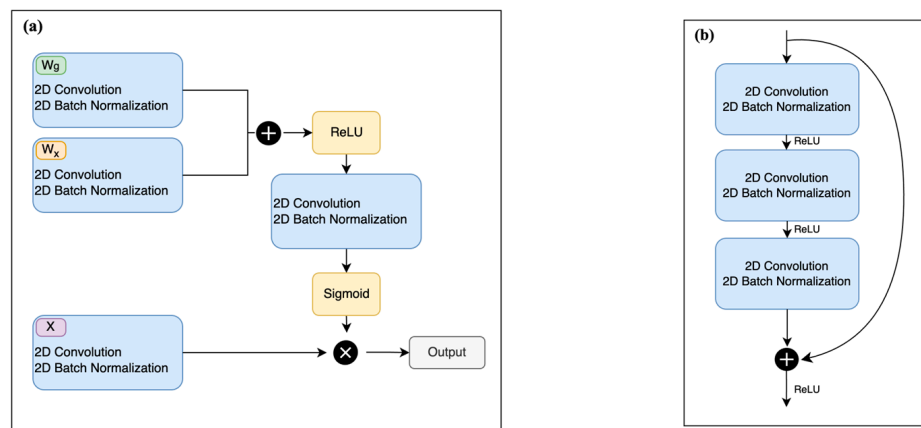 (a)
Wg
2D Convolution
2D Batch Normalization
Wx
2D Convolution
2D Batch Normalization
ReLU
2D Convolution
2D Batch Normalization
Sigmoid
X
2D Convolution
2D Batch Normalization
Output
(b)
2D Convolution
2D Batch Normalization
ReLU
2D Convolution
2D Batch Normalization
ReLU
2D Convolution
2D Batch Normalization
ReLU